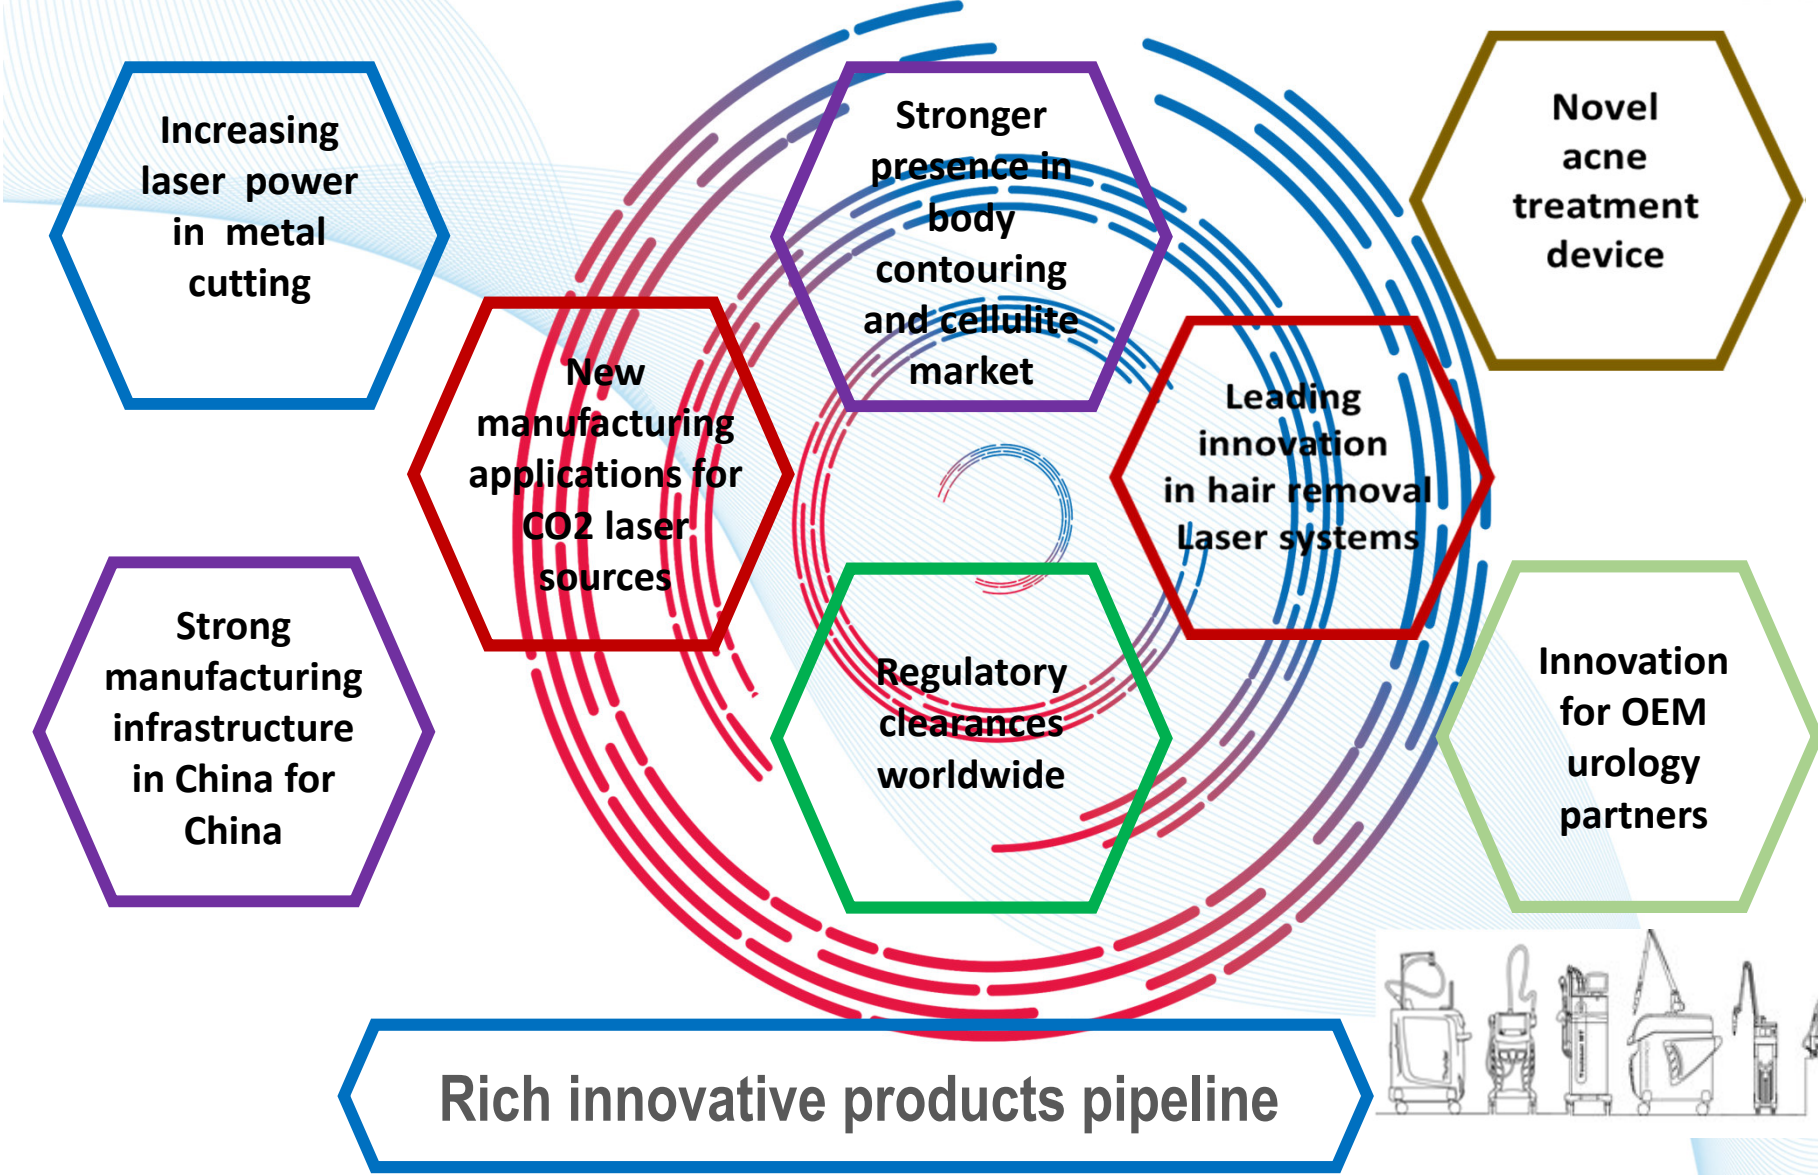 Increasing
laser power
in metal
cutting
Stronger
presence in
body
contouring
and cellulite
market
Novel
acne
treatment
device
New
manufacturing
applications for
CO2 laser
sources
Leading
innovation
in hair removal
Laser systems
Strong
manufacturing
infrastructure
in China for
China
Regulatory
clearances
worldwide
Innovation
for OEM
urology
partners
Rich innovative products pipeline